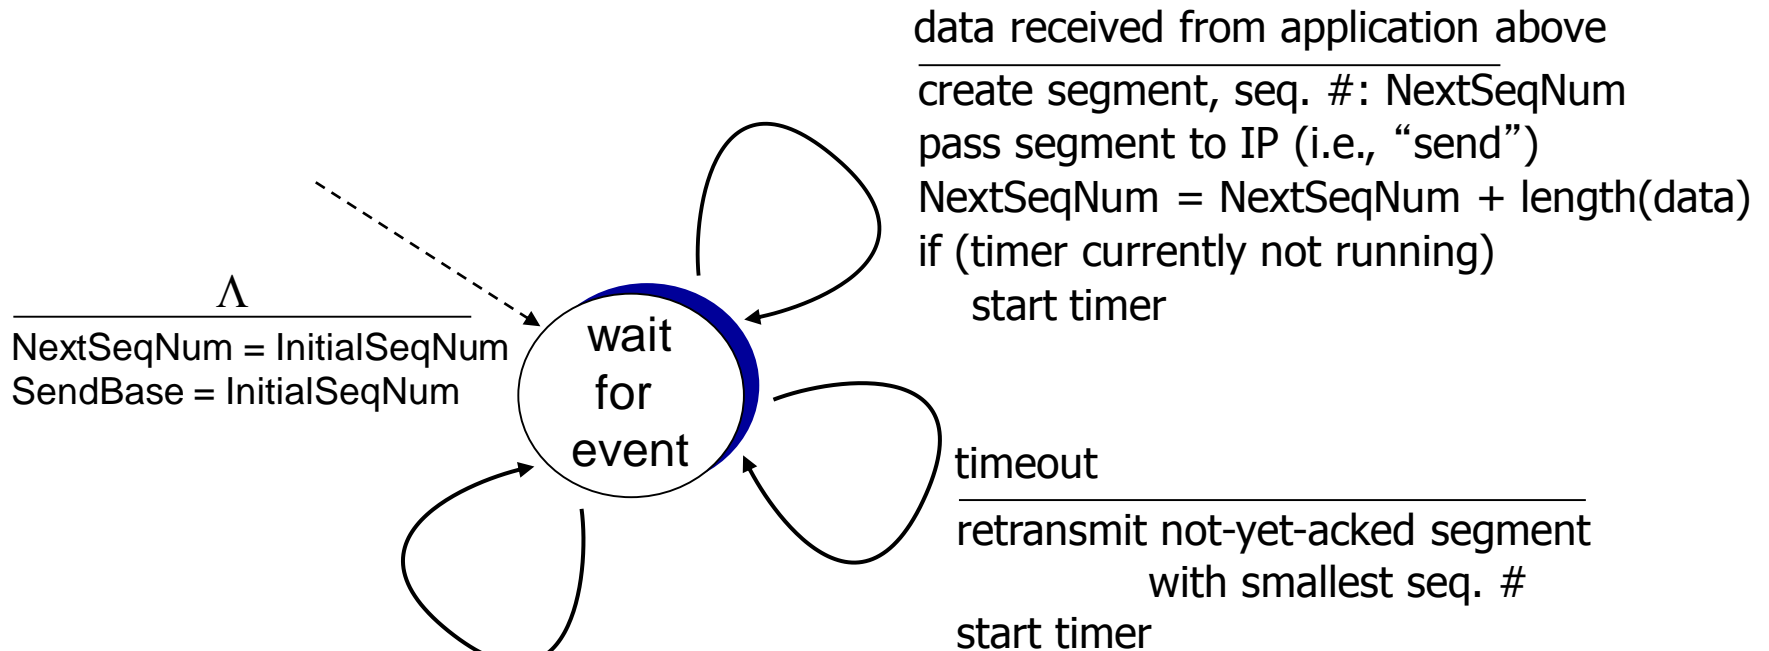 data received from application above
create segment, seq. #: NextSeqNum
pass segment to IP (i.e., “send”)
NextSeqNum = NextSeqNum + length(data)
if (timer currently not running)
start timer
Λ
NextSeqNum = InitialSeqNum
SendBase = InitialSeqNum
wait
for
event
timeout
retransmit not-yet-acked segment
with smallest seq. #
start timer